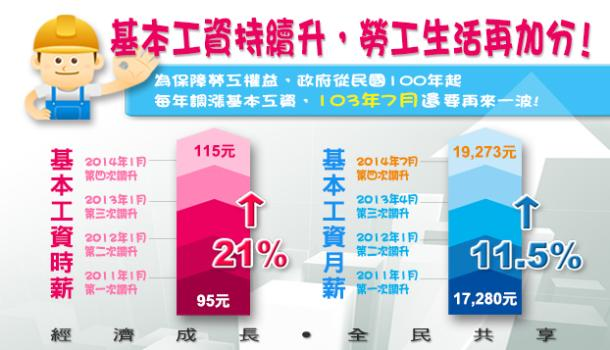 基本工資持續升，勞工生活再加分！
為保障勞工權益，政府從民國100年起
每年調漲基本工資，103年7月還要再來一波!
基本工資時薪
115元
2014年1月
第四次調升
2013年1月
第三次調升
2012年1月
第二次調升
2011年1月
第一次調升
21%
95元
基本工資月薪
19,273元
2014年7月
第四次調升
2013年4月
第三次調升
2012年1月
第二次調升
2011年1月
第一次調升
11.5%
17,280元
經濟成長・全民共享